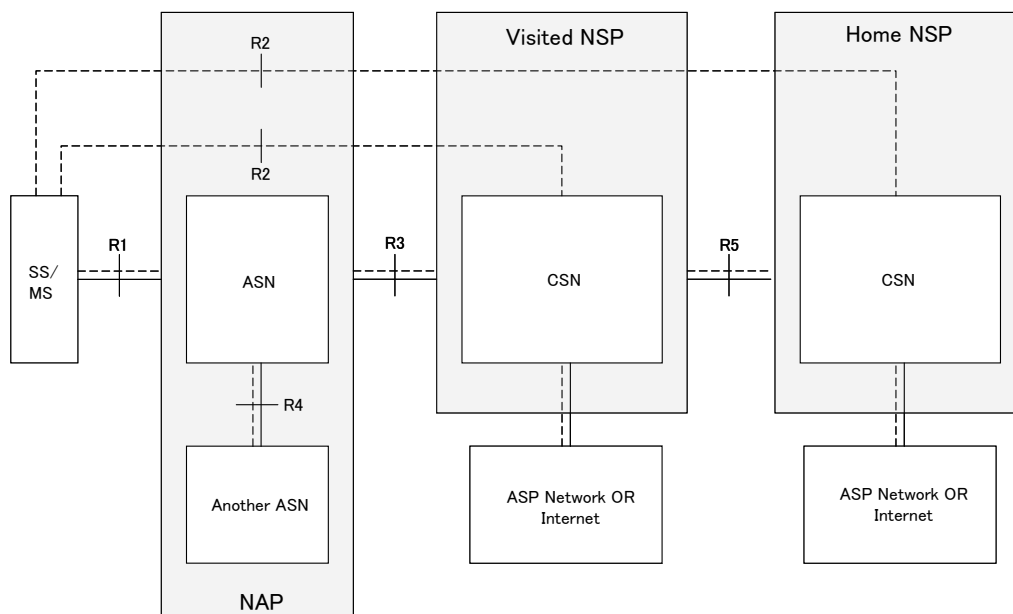 R2
Visited NSP
Home NSP
R2
SS/
MS
R1
ASN
R3
CSN
R5
CSN
R4
Another ASN
ASP Network OR
Internet
ASP Network OR
Internet
NAP